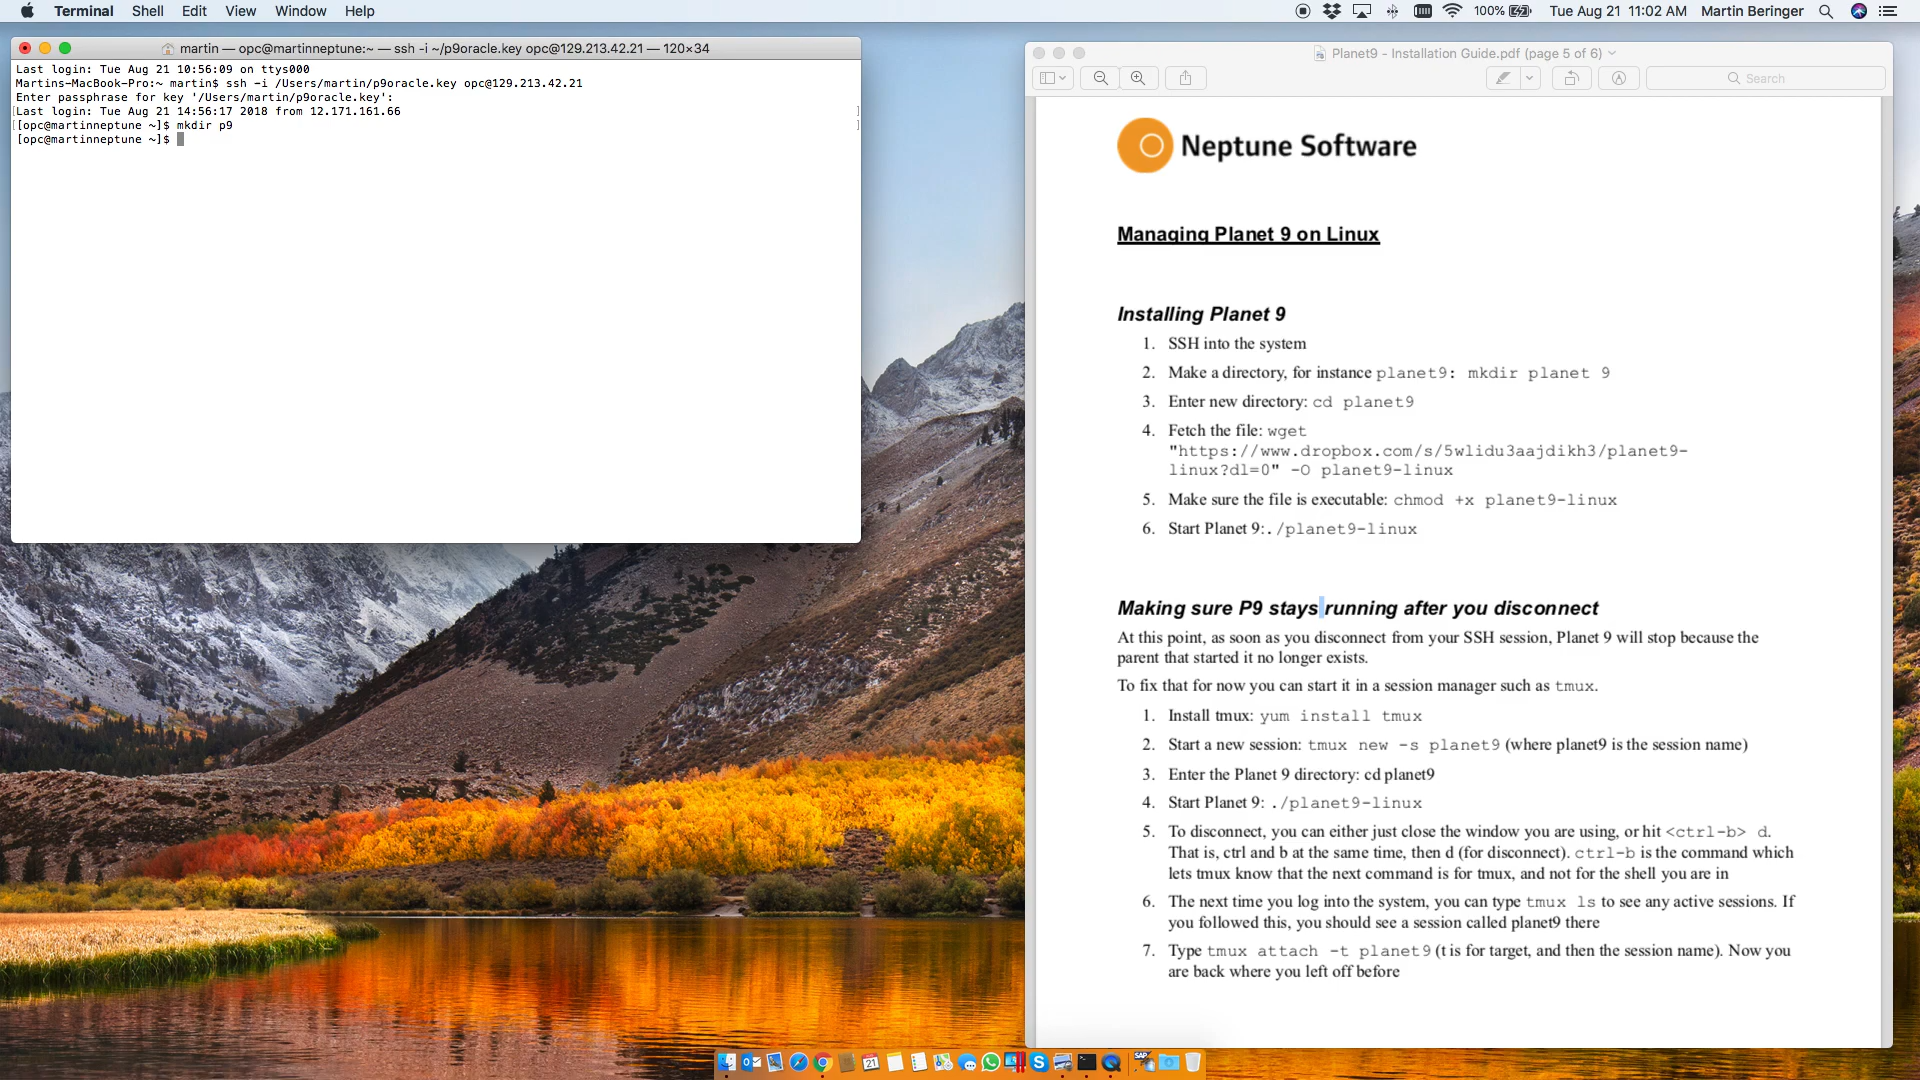 Terminal Shell Edit View Window Help
100% Tue Aug 21 11:02 AM Martin Beringer
martin — opc@martinneptune:~ — ssh -i ~/p9oracle.key opc@129.213.42.21 — 120×34
Last login: Tue Aug 21 10:56:09 on ttys000
Martins-MacBook-Pro:~ martin$ ssh -i /Users/martin/p9oracle.key opc@129.213.42.21
Enter passphrase for key '/Users/martin/p9oracle.key':
[Last login: Tue Aug 21 14:56:17 2018 from 12.171.161.66 ]
[[opc@martinneptune ~]$ mkdir p9 ]
[opc@martinneptune ~]$
Planet9 - Installation Guide.pdf (page 5 of 6)
Search
Neptune Software
Managing Planet 9 on Linux
Installing Planet 9
1. SSH into the system
2. Make a directory, for instance planet9: mkdir planet 9
3. Enter new directory: cd planet9
4. Fetch the file: wget
"https://www.dropbox.com/s/5wlidu3aajdikh3/planet9-
linux?dl=0" -O planet9-linux
5. Make sure the file is executable: chmod +x planet9-linux
6. Start Planet 9:./planet9-linux
Making sure P9 stays running after you disconnect
At this point, as soon as you disconnect from your SSH session, Planet 9 will stop because the
parent that started it no longer exists.
To fix that for now you can start it in a session manager such as tmux.
1. Install tmux: yum install tmux
2. Start a new session: tmux new -s planet9 (where planet9 is the session name)
3. Enter the Planet 9 directory: cd planet9
4. Start Planet 9: ./planet9-linux
5. To disconnect, you can either just close the window you are using, or hit <ctrl-b> d.
That is, ctrl and b at the same time, then d (for disconnect). ctrl-b is the command which
lets tmux know that the next command is for tmux, and not for the shell you are in
6. The next time you log into the system, you can type tmux ls to see any active sessions. If
you followed this, you should see a session called planet9 there
7. Type tmux attach -t planet9 (t is for target, and then the session name). Now you
are back where you left off before
21
SAP